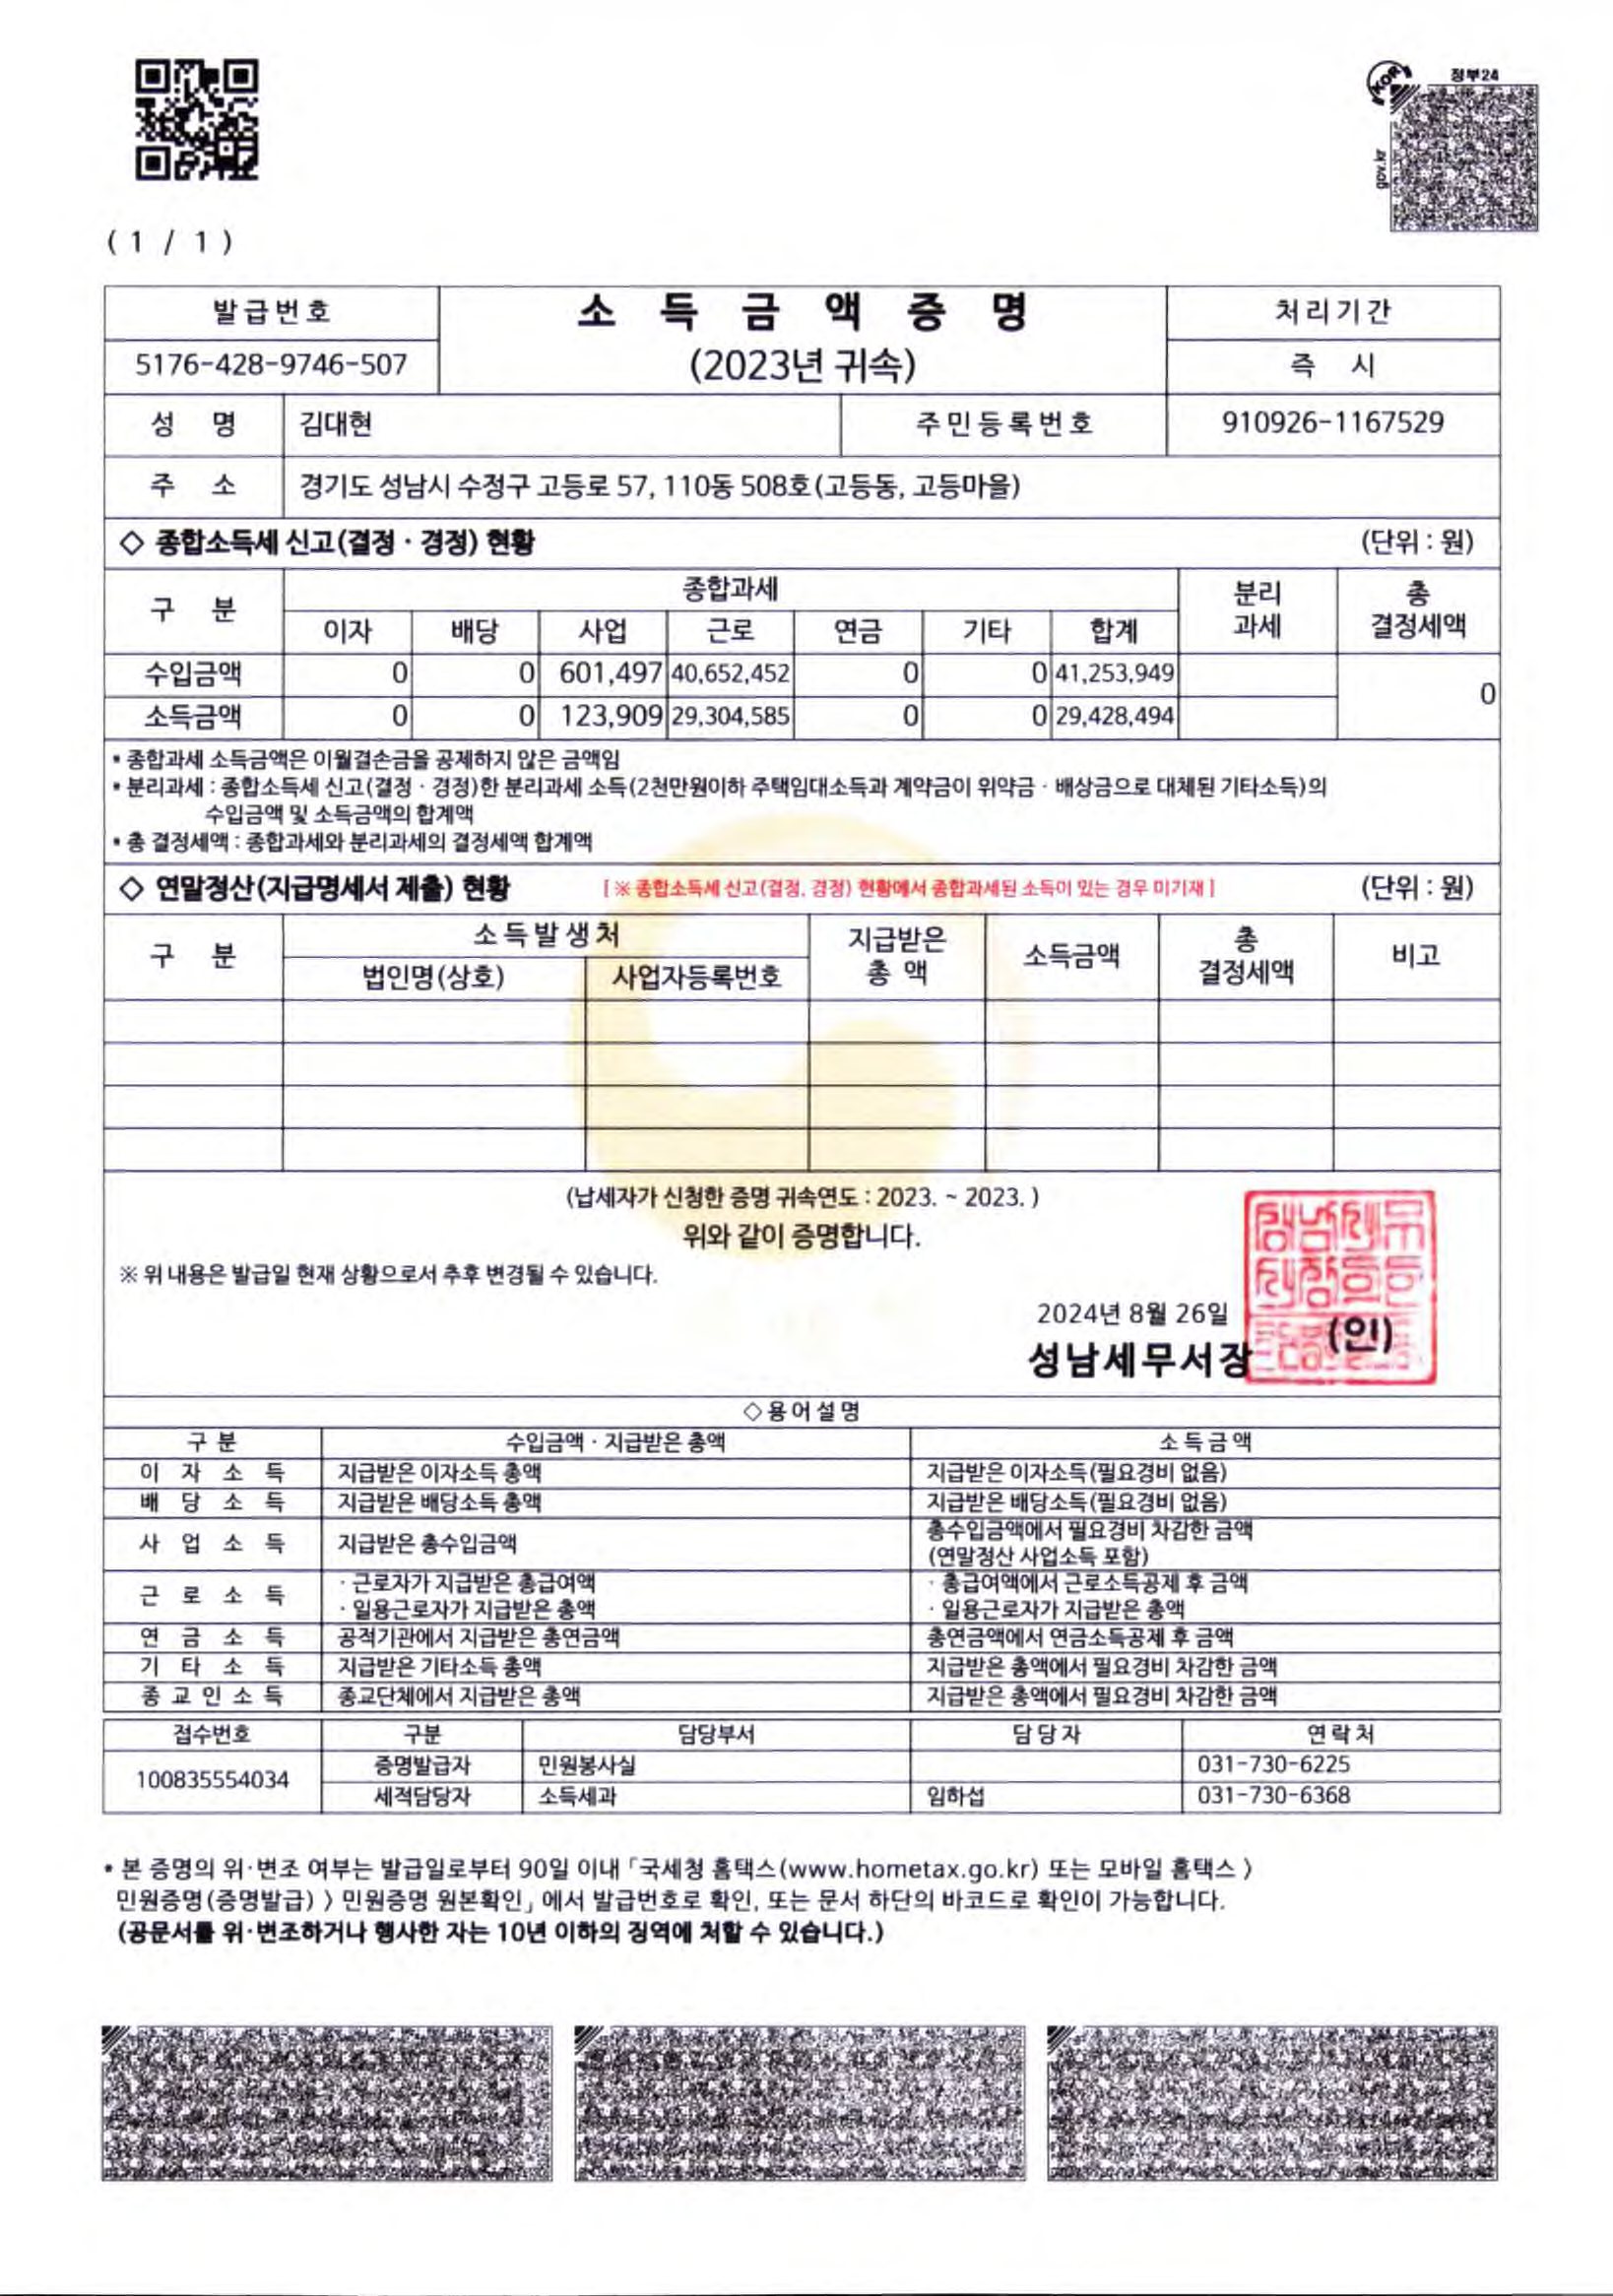 정부24
KOR
gov.kr
( 1 / 1 )
발급번호 소 득 금 액 증 명 처리기간
5176-428-9746-507 (2023년 귀속) 즉 시
성 명 김대현 주민등록번호 910926-1167529
주 소 경기도 성남시 수정구 고등로 57, 110동 508호(고등동, 고등마을)
◇ 종합소득세 신고(결정 · 경정) 현황 (단위 : 원)
구 분 종합과세 분리과세 총결정세액
이자 배당 사업 근로 연금 기타 합계
수입금액 0 0 601,497 40,652,452 0 0 41,253,949 0
소득금액 0 0 123,909 29,304,585 0 0 29,428,494
* 종합과세 소득금액은 이월결손금을 공제하지 않은 금액임
* 분리과세 : 종합소득세 신고(결정 · 경정)한 분리과세 소득(2천만원이하 주택임대소득과 계약금이 위약금 · 배상금으로 대체된 기타소득)의
수입금액 및 소득금액의 합계액
* 총 결정세액 : 종합과세와 분리과세의 결정세액 합계액
◇ 연말정산(지급명세서 제출) 현황 [ ※ 종합소득세 신고(결정, 경정) 현황에서 종합과세된 소득이 있는 경우 미기재 ] (단위 : 원)
구 분 소득발생처 지급받은 총 액 소득금액 총 결정세액 비고
법인명(상호) 사업자등록번호
(납세자가 신청한 증명 귀속연도 : 2023. ~ 2023. )
위와 같이 증명합니다.
※ 위 내용은 발급일 현재 상황으로서 추후 변경될 수 있습니다.
2024년 8월 26일
성남세무서장 (인)
◇용어설명
구 분 수입금액 · 지급받은 총액 소득금액
이 자 소 득 지급받은 이자소득 총액 지급받은 이자소득(필요경비 없음)
배 당 소 득 지급받은 배당소득 총액 지급받은 배당소득(필요경비 없음)
사 업 소 득 지급받은 총수입금액 총수입금액에서 필요경비 차감한 금액
(연말정산 사업소득 포함)
근 로 소 득 · 근로자가 지급받은 총급여액 · 총급여액에서 근로소득공제 후 금액
· 일용근로자가 지급받은 총액 · 일용근로자가 지급받은 총액
연 금 소 득 공적기관에서 지급받은 총연금액 총연금액에서 연금소득공제 후 금액
기 타 소 득 지급받은 기타소득 총액 지급받은 총액에서 필요경비 차감한 금액
종교인소득 종교단체에서 지급받은 총액 지급받은 총액에서 필요경비 차감한 금액
접수번호 구분 담당부서 담당자 연락처
100835554034 증명발급자 민원봉사실 031-730-6225
세적담당자 소득세과 임하섭 031-730-6368
* 본 증명의 위·변조 여부는 발급일로부터 90일 이내 「국세청 홈택스(www.hometax.go.kr) 또는 모바일 홈택스 〉
민원증명(증명발급) 〉 민원증명 원본확인」 에서 발급번호로 확인, 또는 문서 하단의 바코드로 확인이 가능합니다.
(공문서를 위·변조하거나 행사한 자는 10년 이하의 징역에 처할 수 있습니다.)